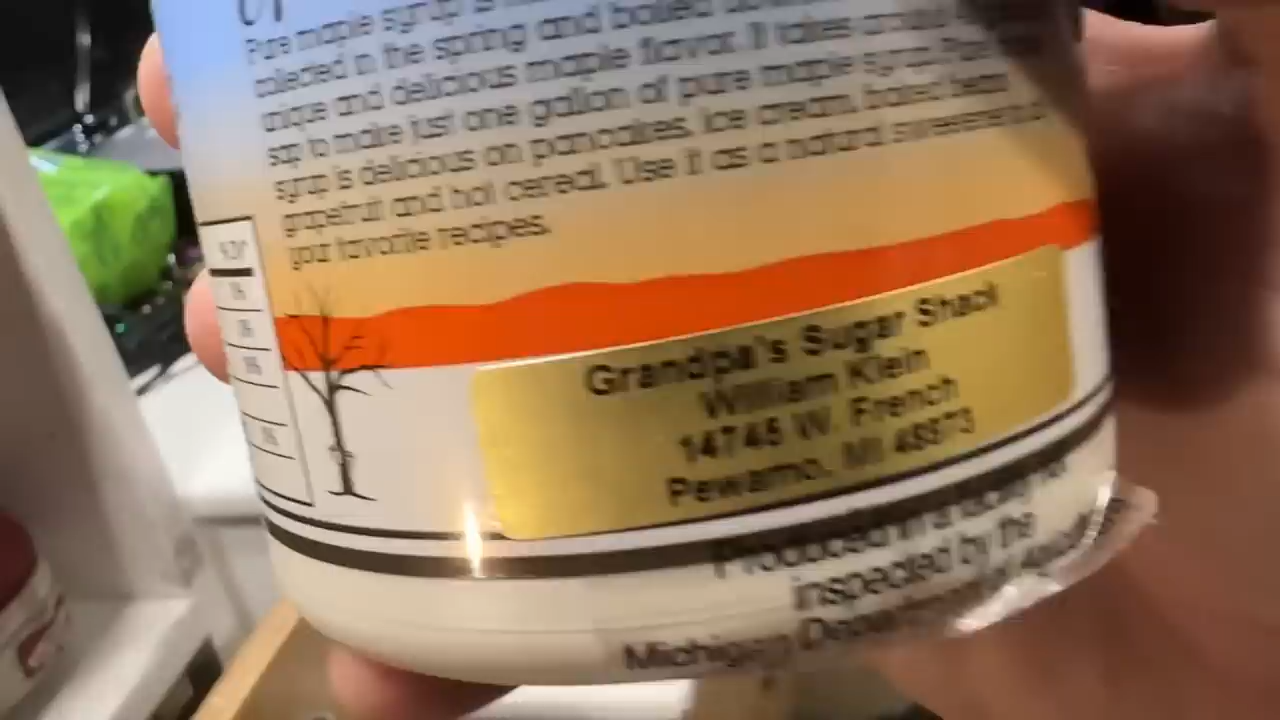 Pure maple syrup is
collected in the spring and boiled
unique and delicious maple flavor. It takes
sap to make just one gallon of pure maple syrup. Pure
syrup is delicious on pancakes, ice cream, baked beans
grapefruit and hot cereal. Use it as a natural sweetener
your favorite recipes.
Grandpa's Sugar Shack
William Klein
14745 W. French
Pewamo, MI 48873
Produced in a
inspected by the
Michigan